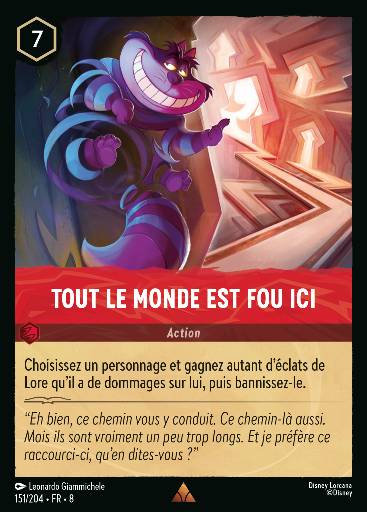 7
TOUT LE MONDE EST FOU ICI
Action
Choisissez un personnage et gagnez autant d'éclats de
Lore qu'il a de dommages sur lui, puis bannissez-le.
“Eh bien, ce chemin vous y conduit. Ce chemin-là aussi.
Mais ils sont vraiment un peu trop longs. Et je préfère ce
raccourci-ci, qu'en dites-vous ?”
Leonardo Giammichele
Disney Lorcana
151/204 • FR • 8
©Disney